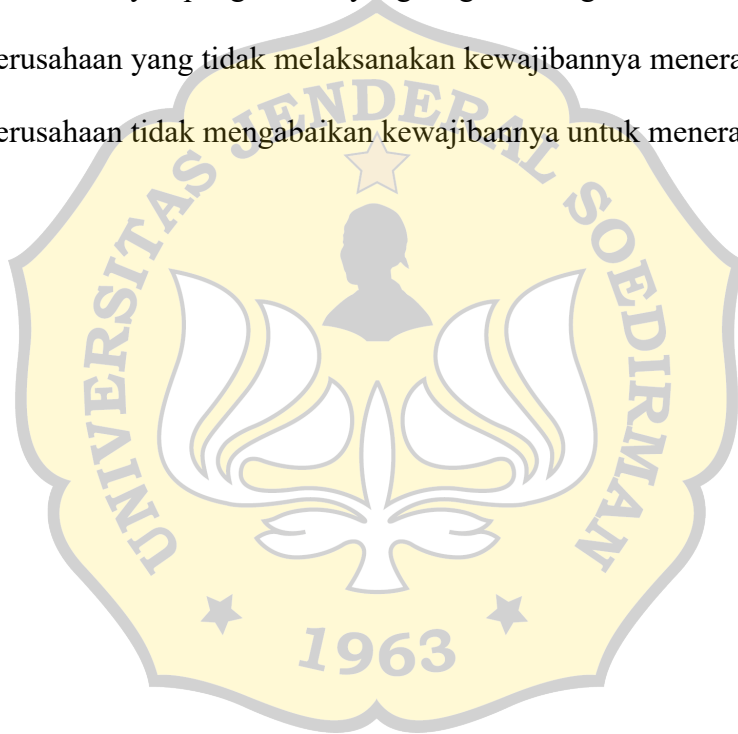 erusahaan yang tidak melaksanakan kewajibannya menera
erusahaan tidak mengabaikan kewajibannya untuk menera
UNIVERSITAS JENDERAL SOEDIRMAN
1963